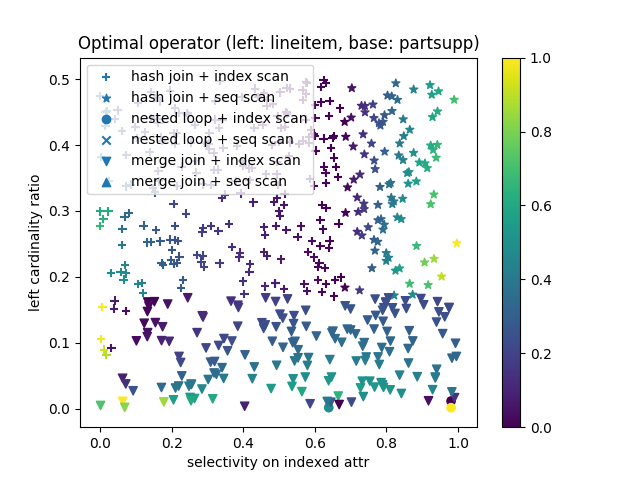 Optimal operator (left: lineitem, base: partsupp)
hash join + index scan
hash join + seq scan
nested loop + index scan
nested loop + seq scan
merge join + index scan
merge join + seq scan
0.5
0.4
0.3
0.2
0.1
0.0
left cardinality ratio
0.0 0.2 0.4 0.6 0.8 1.0
selectivity on indexed attr
1.0
0.8
0.6
0.4
0.2
0.0